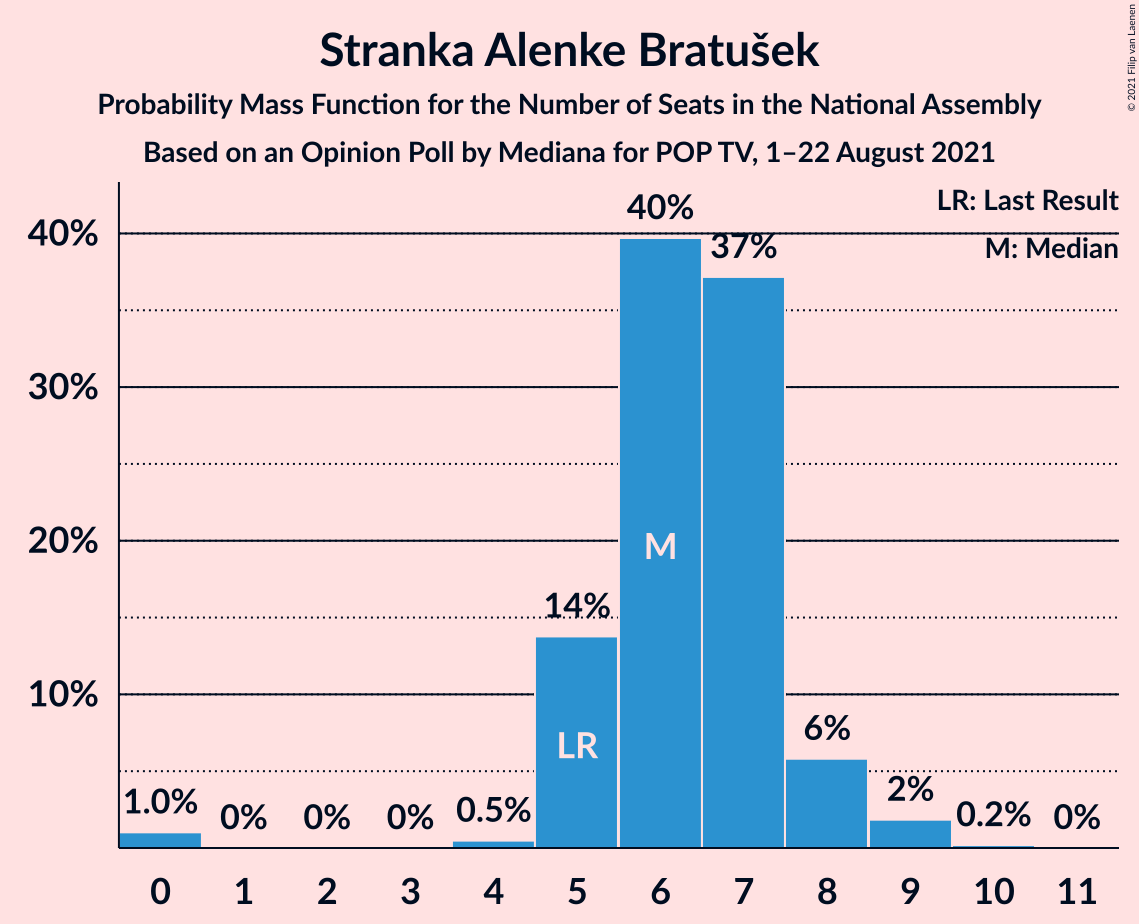 Stranka Alenke Bratušek
Probability Mass Function for the Number of Seats in the National Assembly
Based on an Opinion Poll by Mediana for POP TV, 1–22 August 2021
© 2021 Filip van Laenen
LR: Last Result
M: Median
40%
30%
20%
10%
1.0%
0%
0%
0%
0.5%
14%
40%
37%
6%
2%
0.2%
0%
LR
M
0 1 2 3 4 5 6 7 8 9 10 11